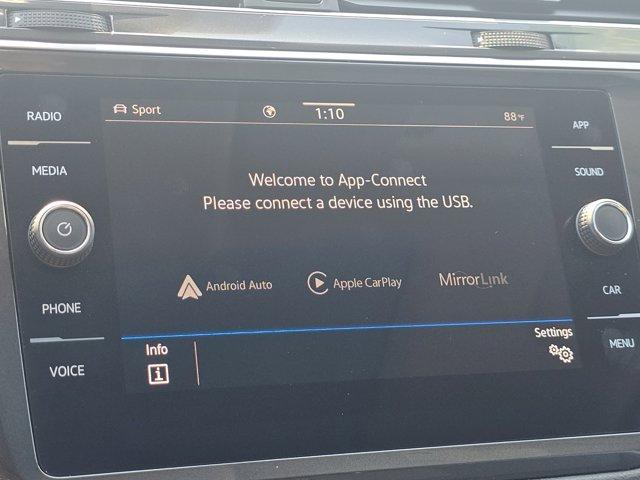 RADIO
MEDIA
PHONE
VOICE
Sport
1:10
88°F
Welcome to App-Connect
Please connect a device using the USB.
Android Auto
Apple CarPlay
MirrorLink
Info
Settings
APP
SOUND
CAR
MENU